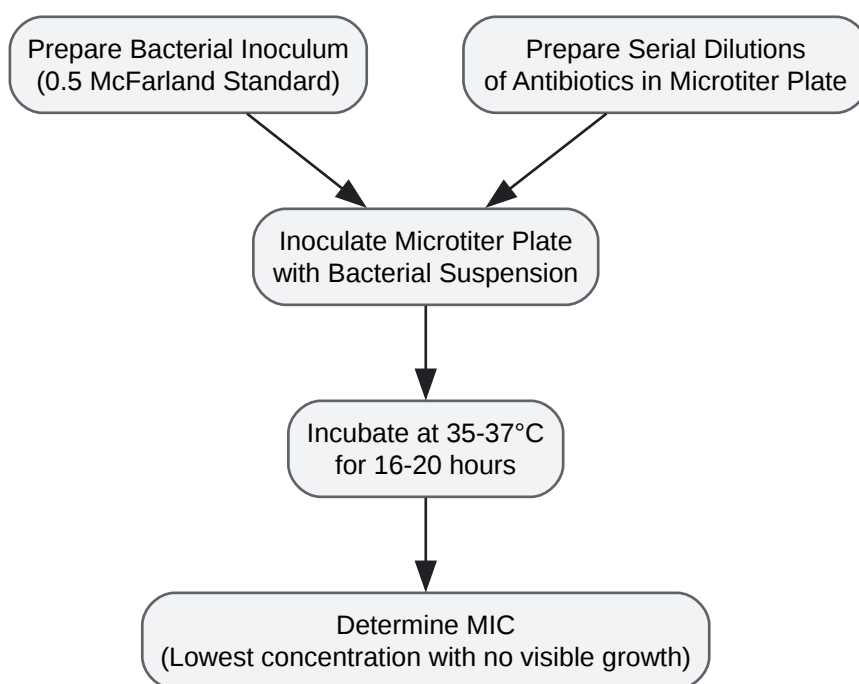 Prepare Bacterial Inoculum
(0.5 McFarland Standard)
Prepare Serial Dilutions
of Antibiotics in Microtiter Plate
Inoculate Microtiter Plate
with Bacterial Suspension
Incubate at 35-37°C
for 16-20 hours
Determine MIC
(Lowest concentration with no visible growth)